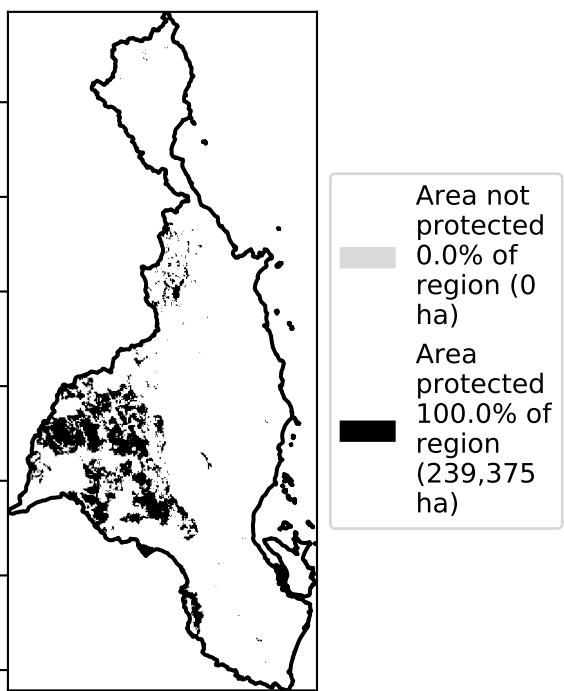 Area not
protected
0.0% of
region (0
ha)
Area
protected
100.0% of
region
(239,375
ha)